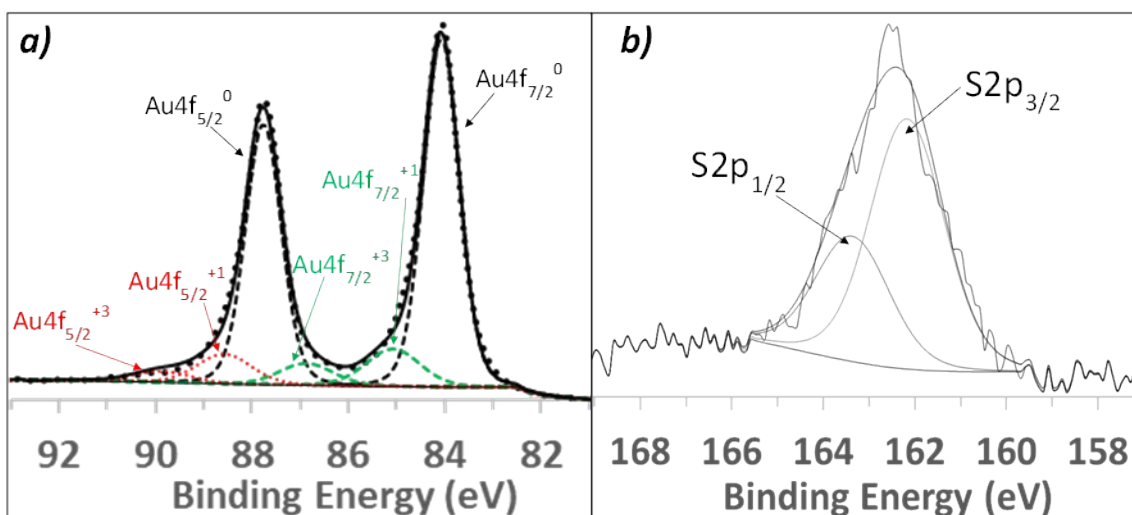 a)
Au4f5/2 0
Au4f7/2 0
Au4f7/2 +1
Au4f7/2 +3
Au4f5/2 +1
Au4f5/2 +3
92 90 88 86 84 82
Binding Energy (eV)
b)
S2p3/2
S2p1/2
168 166 164 162 160 158
Binding Energy (eV)